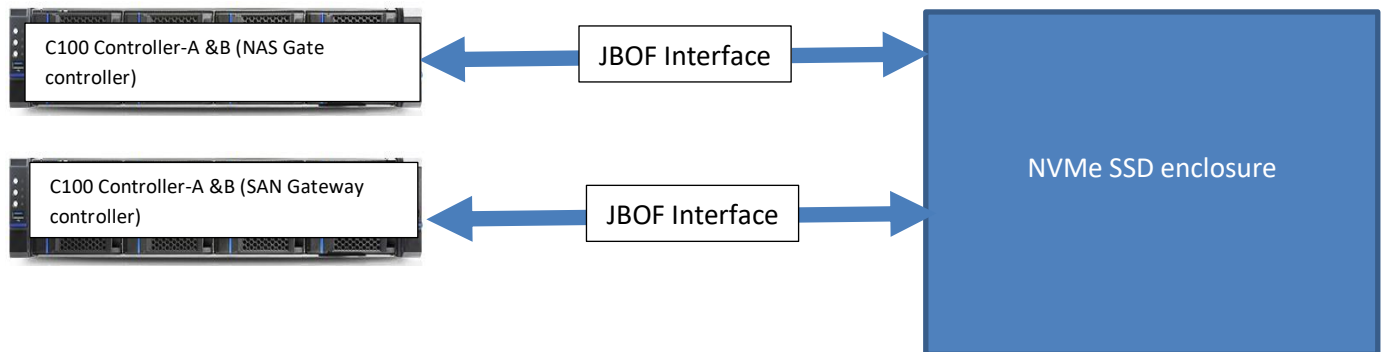 C100 Controller-A &B (NAS Gate
controller)
JBOF Interface
C100 Controller-A &B (SAN Gateway
controller)
JBOF Interface
NVMe SSD enclosure